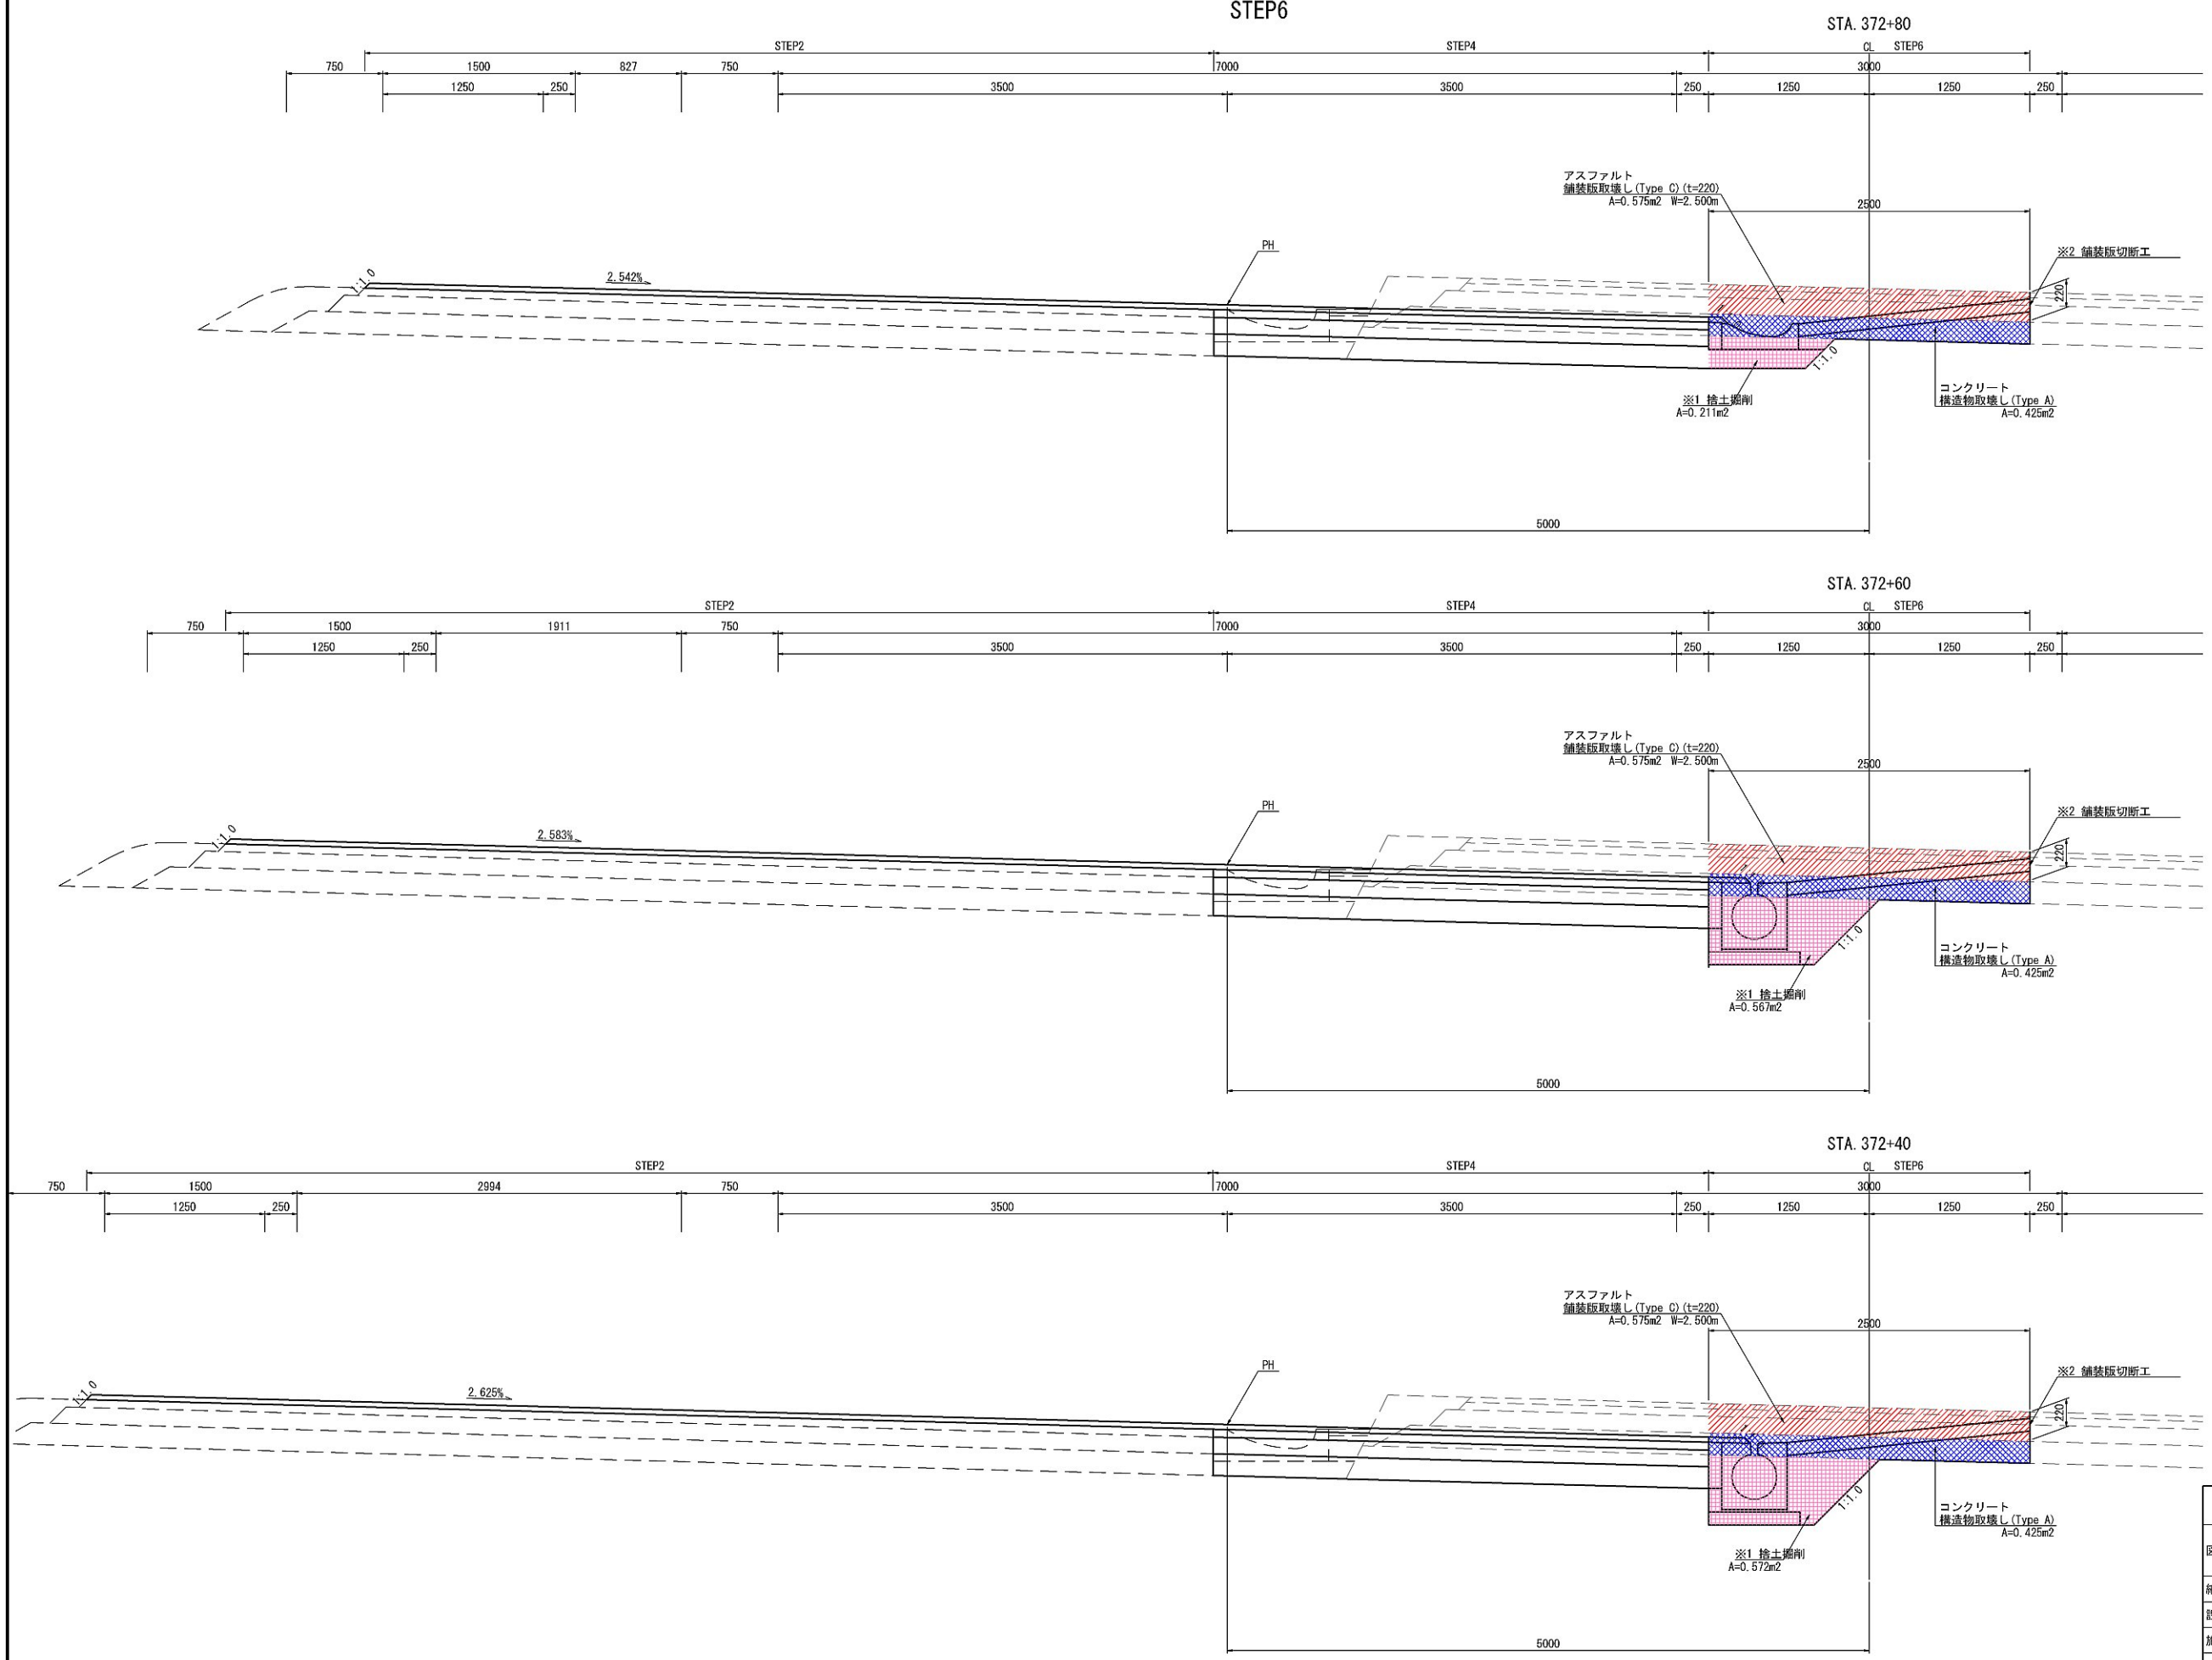 STEP6
STA. 372+80
STEP2
STEP4
CL STEP6
750
1500
827
750
7000
3000
1250
250
3500
3500
250
1250
1250
250
アスファルト
舗装版取壊し(Type C)(t=220)
A=0.575m2 W=2.500m
2500
PH
※2 舗装版切断工
1:1.0
2.542%
220
1:1.0
コンクリート
構造物取壊し(Type A)
A=0.425m2
※1 捨土掘削
A=0.211m2
5000
STA. 372+60
STEP2
STEP4
CL STEP6
750
1500
1911
750
7000
3000
1250
250
3500
3500
250
1250
1250
250
アスファルト
舗装版取壊し(Type C)(t=220)
A=0.575m2 W=2.500m
2500
PH
※2 舗装版切断工
1:1.0
2.583%
220
1:1.0
コンクリート
構造物取壊し(Type A)
A=0.425m2
※1 捨土掘削
A=0.567m2
5000
STA. 372+40
STEP2
STEP4
CL STEP6
750
1500
2994
750
7000
3000
1250
250
3500
3500
250
1250
1250
250
アスファルト
舗装版取壊し(Type C)(t=220)
A=0.575m2 W=2.500m
2500
PH
※2 舗装版切断工
1:1.0
2.625%
220
1:1.0
コンクリート
構造物取壊し(Type A)
A=0.425m2
※1 捨土掘削
A=0.572m2
5000